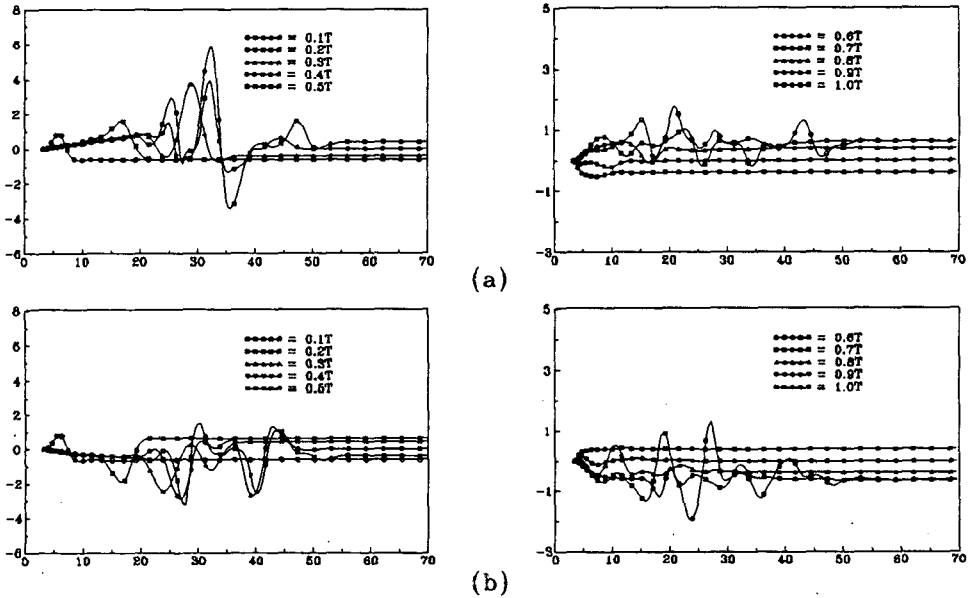 8
6
4
2
0
-2
-4
-6
0 10 20 30 40 50 60 70
= 0.1T
= 0.2T
= 0.3T
= 0.4T
= 0.5T
5
3
1
-1
-3
0 10 20 30 40 50 60 70
= 0.6T
= 0.7T
= 0.8T
= 0.9T
= 1.0T
(a)
8
6
4
2
0
-2
-4
-6
0 10 20 30 40 50 60 70
= 0.1T
= 0.2T
= 0.3T
= 0.4T
= 0.5T
5
3
1
-1
-3
0 10 20 30 40 50 60 70
= 0.6T
= 0.7T
= 0.8T
= 0.9T
= 1.0T
(b)